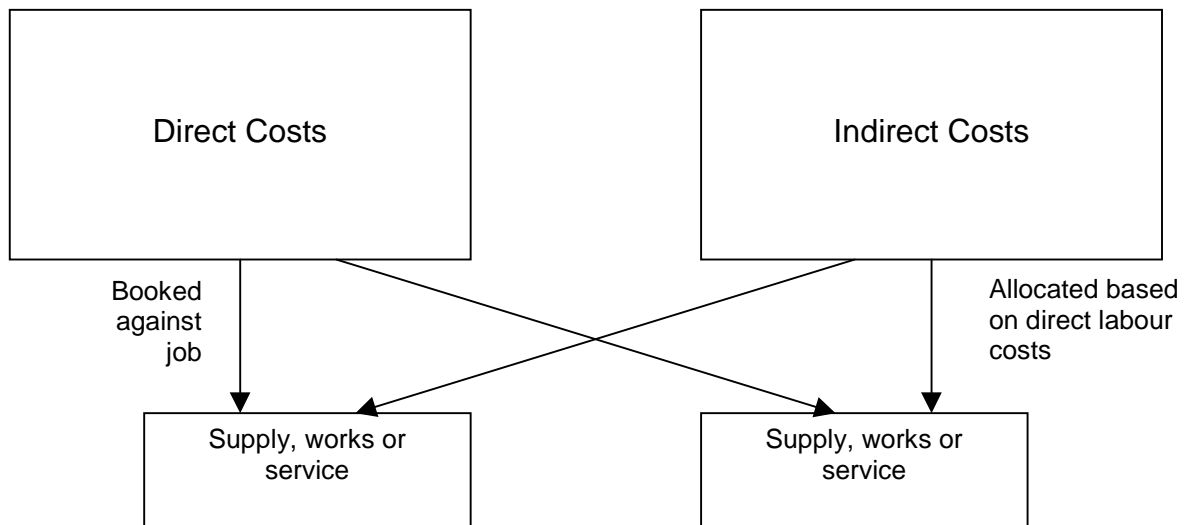 Direct Costs
Indirect Costs
Booked
against
job
Allocated based
on direct labour
costs
Supply, works or
service
Supply, works or
service